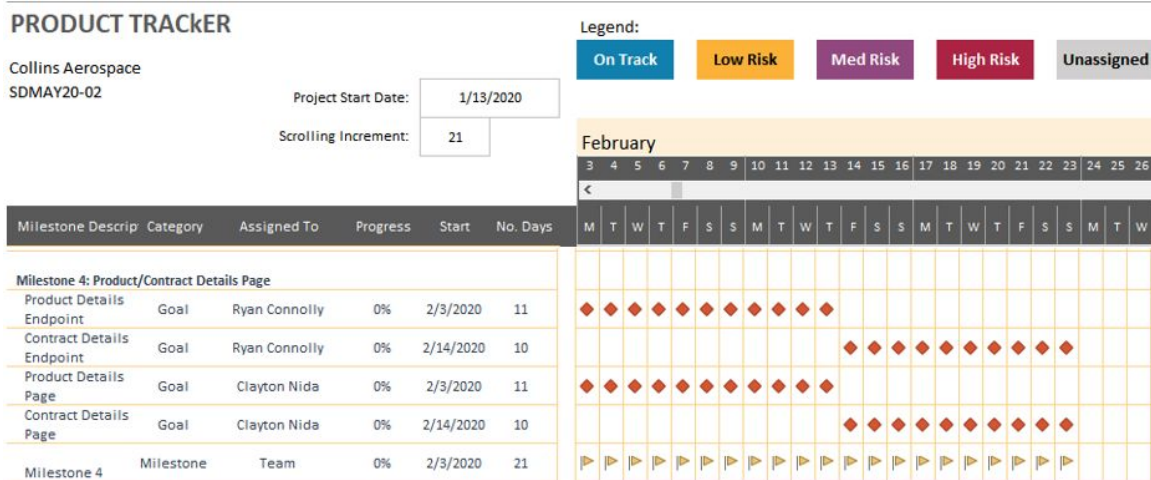 PRODUCT TRACkER
Legend:
On Track Low Risk Med Risk High Risk Unassigned
Collins Aerospace
SDMAY20-02
Project Start Date: 1/13/2020
Scrolling Increment: 21
February
3 4 5 6 7 8 9 10 11 12 13 14 15 16 17 18 19 20 21 22 23 24 25 26
Milestone Descrip Category Assigned To Progress Start No. Days M T W T F S S M T W T F S S M T W T F S S M T W
Milestone 4: Product/Contract Details Page
Product Details
Endpoint Goal Ryan Connolly 0% 2/3/2020 11
Contract Details
Endpoint Goal Ryan Connolly 0% 2/14/2020 10
Product Details
Page Goal Clayton Nida 0% 2/3/2020 11
Contract Details
Page Goal Clayton Nida 0% 2/14/2020 10
Milestone 4 Milestone Team 0% 2/3/2020 21